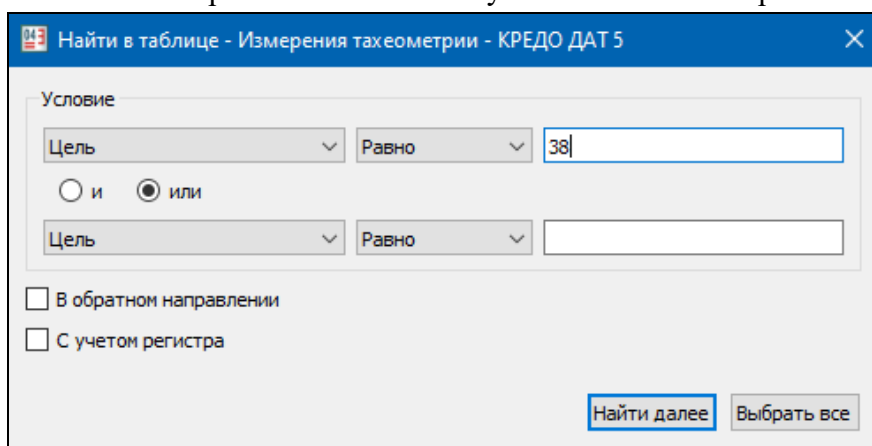 Найти в таблице - Измерения тахеометрии - КРЕДО ДАТ 5
Условие
Цель Равно 38
и или
Цель Равно
В обратном направлении
С учетом регистра
Найти далее Выбрать все